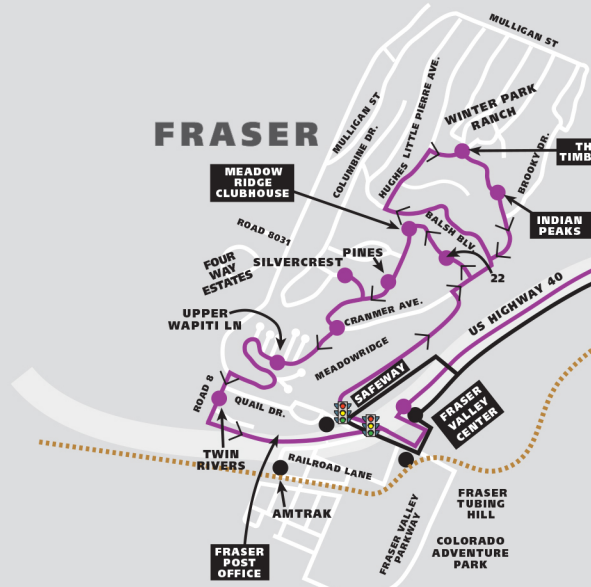 MULLIGAN ST
WINTER PARK
RANCH
HUGHES LITTLE PIERRE AVE.
MULLIGAN ST
COLUMBINE DR.
BROOKY DR.
FRASER
TH
TIMB
MEADOW
RIDGE
CLUBHOUSE
INDIAN
PEAKS
BALSH BLV
22
ROAD 8031
FOUR
WAY
ESTATES
SILVERCREST
PINES
US HIGHWAY 40
CRANMER AVE.
UPPER
WAPITI LN
MEADOWRIDGE
SAFEWAY
ROAD 8
QUAIL DR.
FRASER
VALLEY
CENTER
TWIN
RIVERS
RAILROAD LANE
AMTRAK
FRASER
POST
OFFICE
FRASER VALLEY
PARKWAY
FRASER
TUBING
HILL
COLORADO
ADVENTURE
PARK